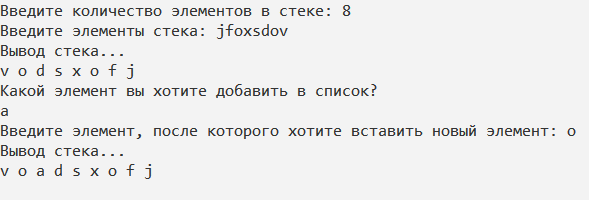 Введите количество элементов в стеке: 8
Введите элементы стека: jfoxsdov
Вывод стека...
v o d s x o f j
Какой элемент вы хотите добавить в список?
a
Введите элемент, после которого хотите вставить новый элемент: o
Вывод стека...
v o a d s x o f j